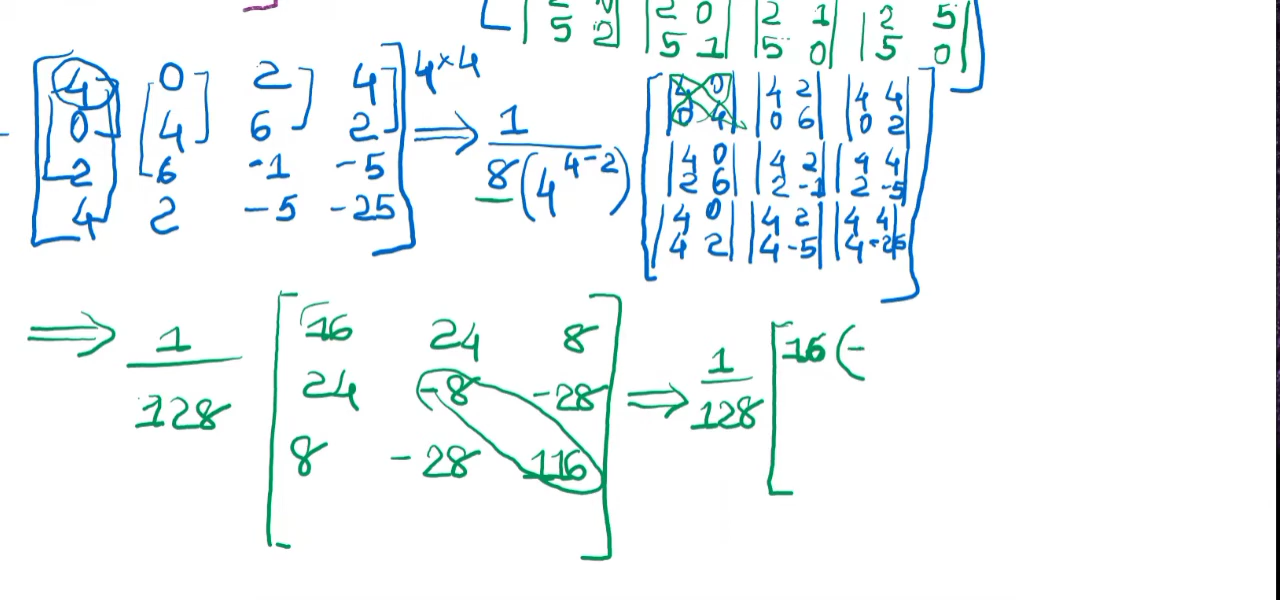 |2 |2 0| |2 1| |2 5|
|5 2| |5 1| |5 0| |5 0|
[4 0 2 4
0 4 6 2
2 6 -1 -5
4 2 -5 -25] 4×4 ⇒ 1/8(4^4-2) [|4 0| |4 2| |4 4|
|0 4| |0 6| |0 2|
|4 0| |4 2| |4 4|
|2 6| |2 -1| |2 -5|
|4 0| |4 2| |4 4|
|4 2| |4 -5| |4 -25|]
⇒ 1/128 [16 24 8
24 -8 -28
8 -28 116] ⇒ 1/128 [16 (-